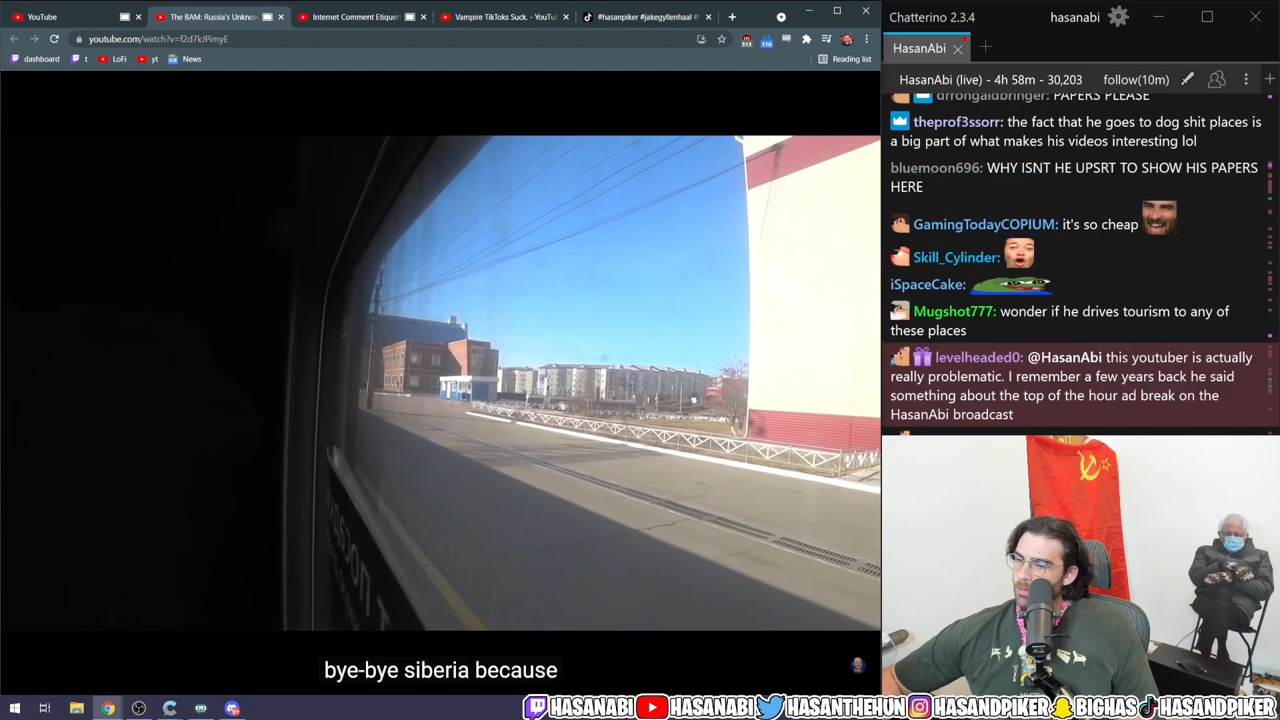 YouTube
The BAM: Russia's Unknow
Internet Comment Etiquet
Vampire TikToks Suck. - YouTu
#hasanpiker #jakegyllenhaal #
youtube.com/watch?v=f2d7kJPimyE
313
110
dashboard
t
LoFi
yt
News
Reading list
Chatterino 2.3.4
hasanabi
HasanAbi
HasanAbi (live) - 4h 58m - 30,203
follow(10m)
drrongaldbringer: PAPERS PLEASE
theprof3ssorr: the fact that he goes to dog shit places is
a big part of what makes his videos interesting lol
bluemoon696: WHY ISNT HE UPSRT TO SHOW HIS PAPERS
HERE
GamingTodayCOPIUM: it's so cheap
Skill_Cylinder:
iSpaceCake:
Mugshot777: wonder if he drives tourism to any of
these places
levelheaded0: @HasanAbi this youtuber is actually
really problematic. I remember a few years back he said
something about the top of the hour ad break on the
HasanAbi broadcast
bye-bye siberia because
HASANABI
HASANABI
HASANTHEHUN
HASANDPIKER
BIGHAS
HASANDPIKER